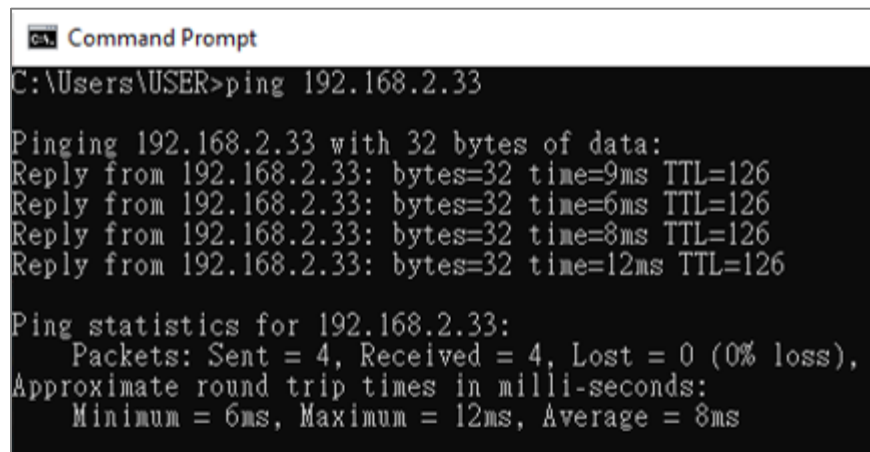 Command Prompt
C:\Users\USER>ping 192.168.2.33
Pinging 192.168.2.33 with 32 bytes of data:
Reply from 192.168.2.33: bytes=32 time=9ms TTL=126
Reply from 192.168.2.33: bytes=32 time=6ms TTL=126
Reply from 192.168.2.33: bytes=32 time=8ms TTL=126
Reply from 192.168.2.33: bytes=32 time=12ms TTL=126
Ping statistics for 192.168.2.33:
    Packets: Sent = 4, Received = 4, Lost = 0 (0% loss),
Approximate round trip times in milli-seconds:
    Minimum = 6ms, Maximum = 12ms, Average = 8ms